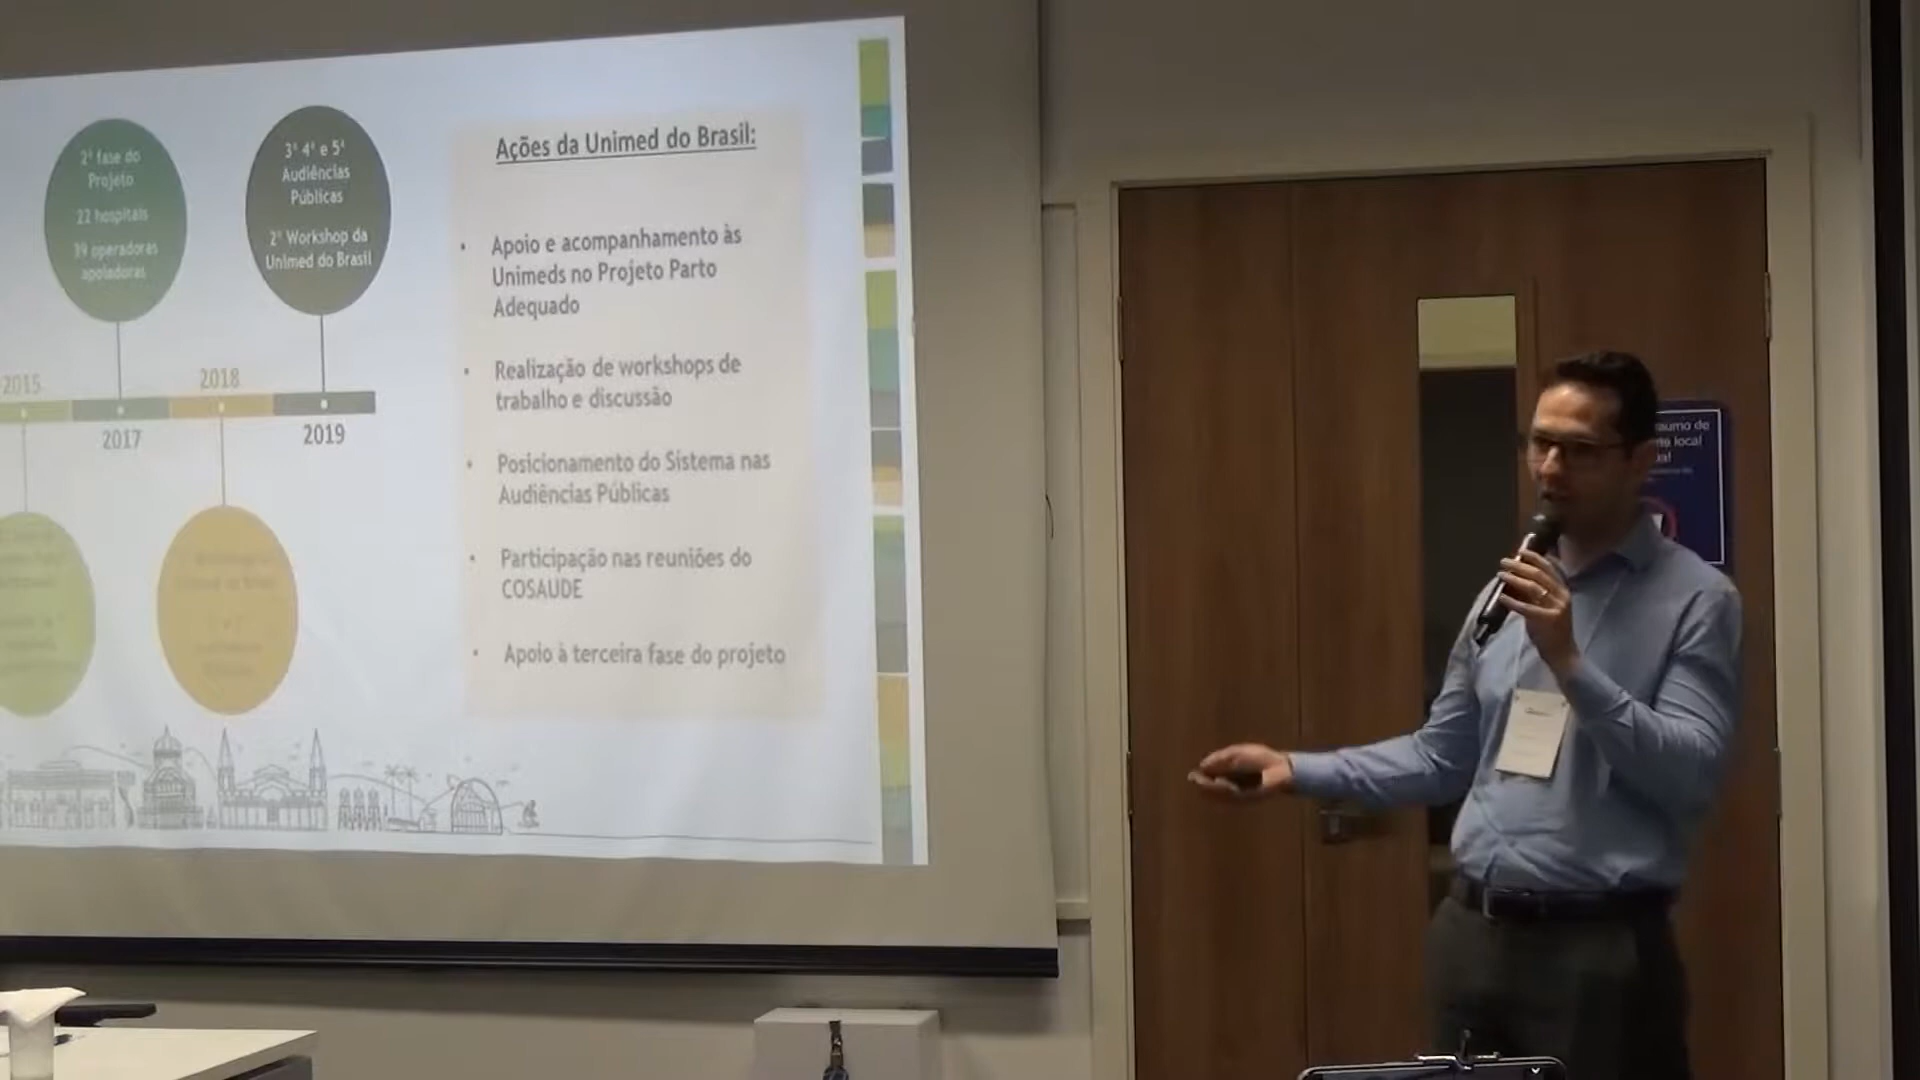 2ª fase do
Projeto
22 hospitais
39 operadoras
apoiadoras
3ª 4ª e 5ª
Audiências
Públicas
2º Workshop da
Unimed do Brasil
2015
2018
2017
2019
Ações da Unimed do Brasil:
• Apoio e acompanhamento às
Unimeds no Projeto Parto
Adequado
• Realização de workshops de
trabalho e discussão
• Posicionamento do Sistema nas
Audiências Públicas
• Participação nas reuniões do
COSAUDE
• Apoio à terceira fase do projeto
local